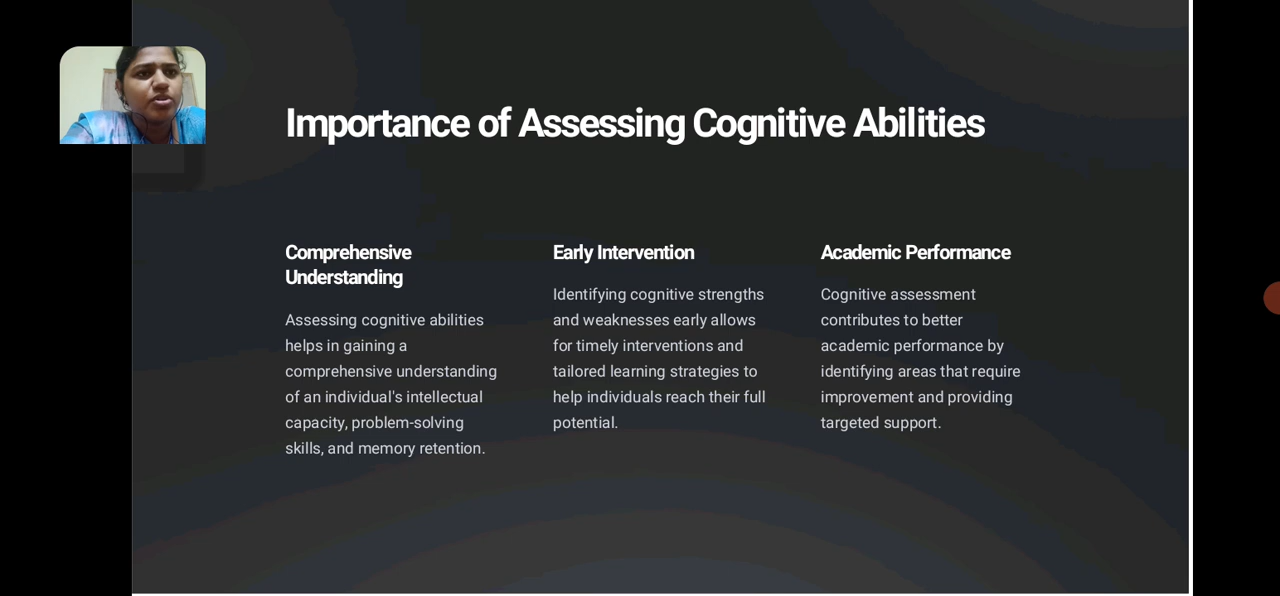 Importance of Assessing Cognitive Abilities
Comprehensive
Understanding
Assessing cognitive abilities
helps in gaining a
comprehensive understanding
of an individual's intellectual
capacity, problem-solving
skills, and memory retention.
Early Intervention
Identifying cognitive strengths
and weaknesses early allows
for timely interventions and
tailored learning strategies to
help individuals reach their full
potential.
Academic Performance
Cognitive assessment
contributes to better
academic performance by
identifying areas that require
improvement and providing
targeted support.